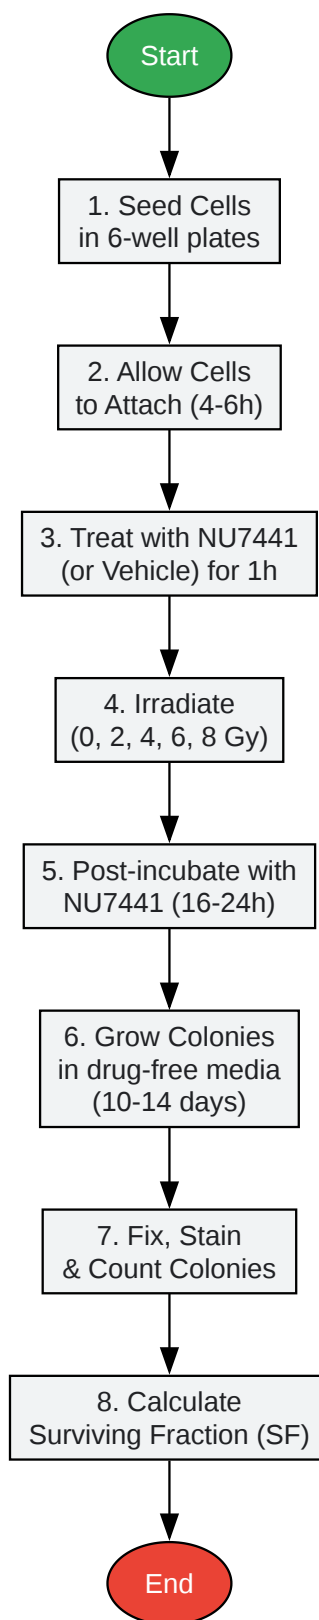 Start
1. Seed Cells
in 6-well plates
2. Allow Cells
to Attach (4-6h)
3. Treat with NU7441
(or Vehicle) for 1h
4. Irradiate
(0, 2, 4, 6, 8 Gy)
5. Post-incubate with
NU7441 (16-24h)
6. Grow Colonies
in drug-free media
(10-14 days)
7. Fix, Stain
& Count Colonies
8. Calculate
Surviving Fraction (SF)
End